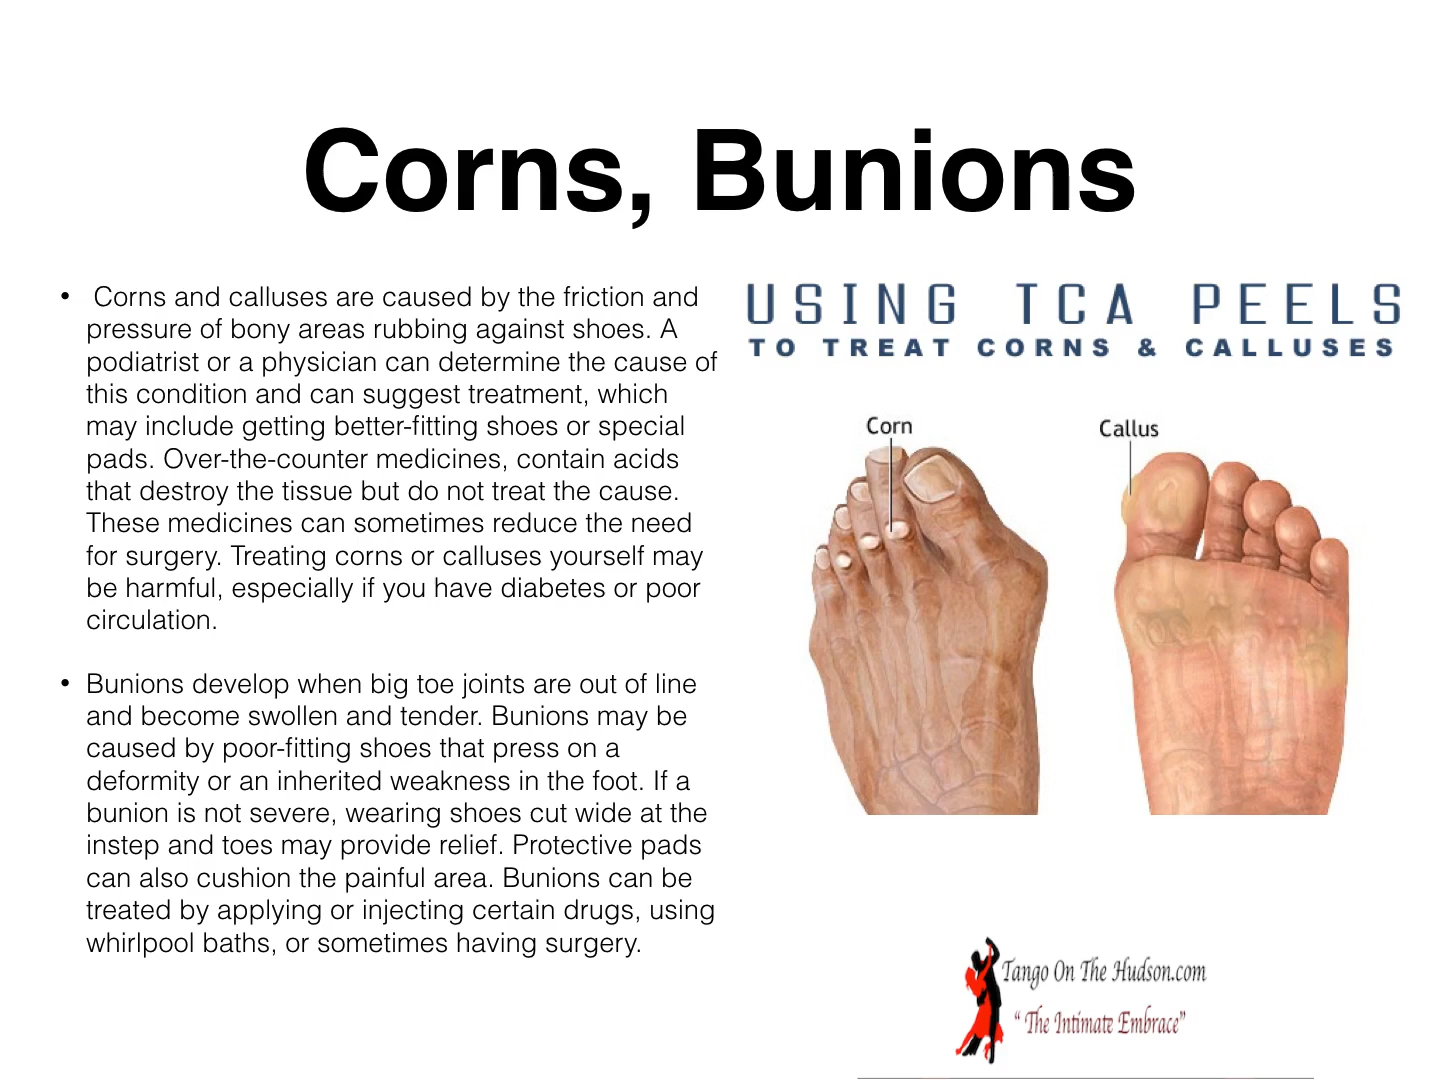 Corns, Bunions
• Corns and calluses are caused by the friction and
pressure of bony areas rubbing against shoes. A
podiatrist or a physician can determine the cause of
this condition and can suggest treatment, which
may include getting better-fitting shoes or special
pads. Over-the-counter medicines, contain acids
that destroy the tissue but do not treat the cause.
These medicines can sometimes reduce the need
for surgery. Treating corns or calluses yourself may
be harmful, especially if you have diabetes or poor
circulation.
• Bunions develop when big toe joints are out of line
and become swollen and tender. Bunions may be
caused by poor-fitting shoes that press on a
deformity or an inherited weakness in the foot. If a
bunion is not severe, wearing shoes cut wide at the
instep and toes may provide relief. Protective pads
can also cushion the painful area. Bunions can be
treated by applying or injecting certain drugs, using
whirlpool baths, or sometimes having surgery.
USING TCA PEELS
TO TREAT CORNS & CALLUSES
Corn
Callus
Tango On The Hudson.com
“ The Intimate Embrace”